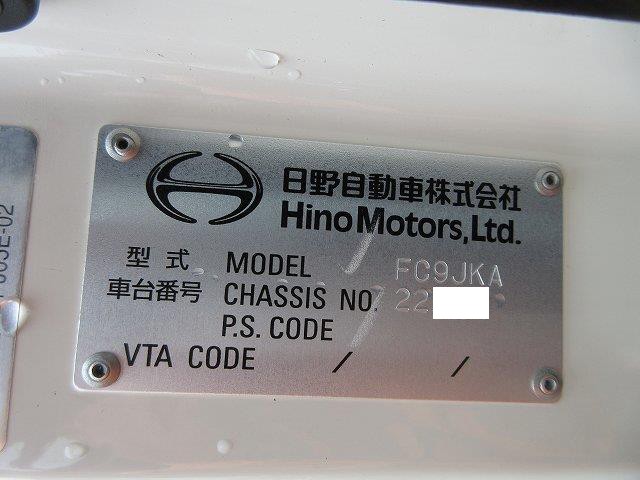 日野自動車株式会社
Hino Motors, Ltd.
型式 MODEL FC9JKA
車台番号 CHASSIS NO. 22
P.S. CODE
VTA CODE / /